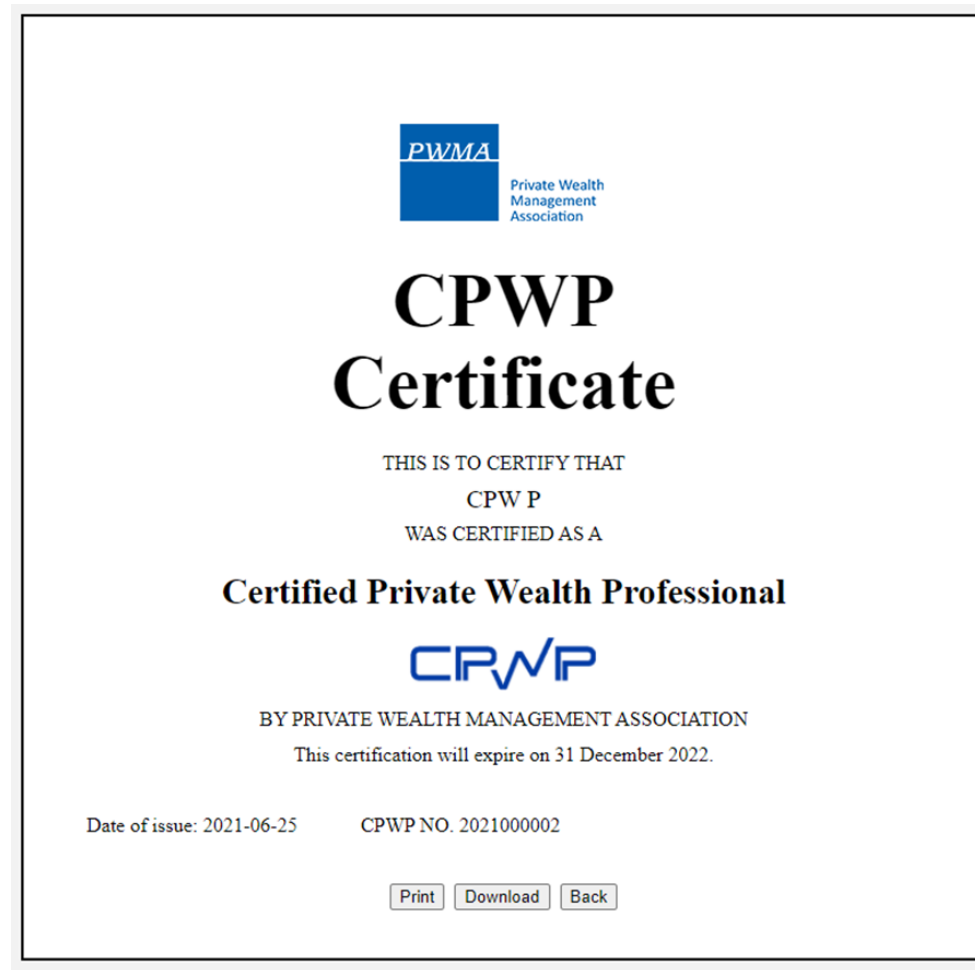 PWMA
Private Wealth
Management
Association
CPWP
Certificate
THIS IS TO CERTIFY THAT
CPW P
WAS CERTIFIED AS A
Certified Private Wealth Professional
CPWP
BY PRIVATE WEALTH MANAGEMENT ASSOCIATION
This certification will expire on 31 December 2022.
Date of issue: 2021-06-25 CPWP NO. 2021000002
Print Download Back